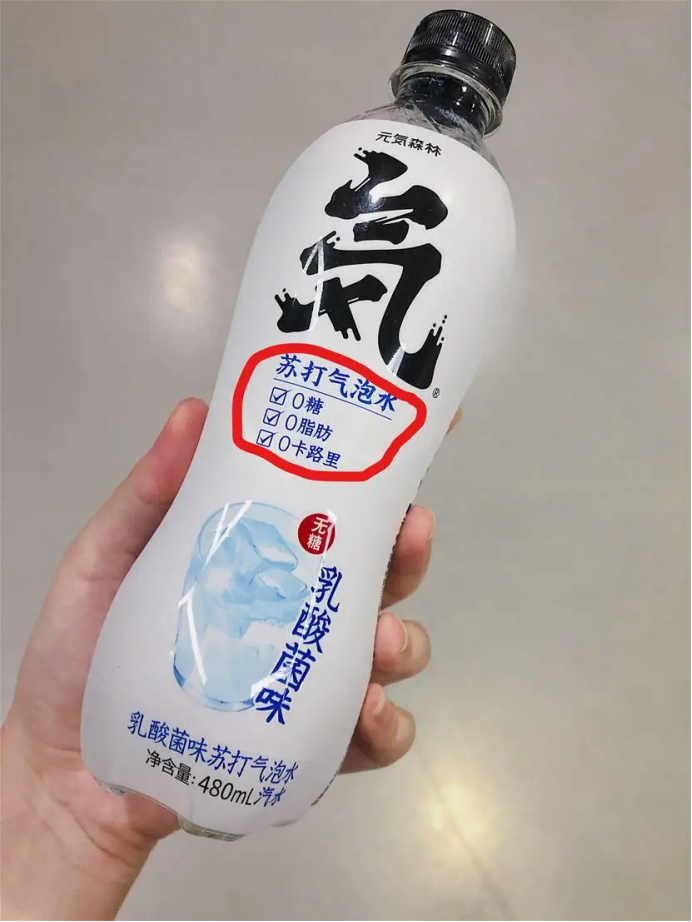 元気森林
気
®
苏打气泡水
☑0糖
☑0脂肪
☑0卡路里
无糖
乳酸菌味
乳酸菌味苏打气泡水
净含量:480mL汽水